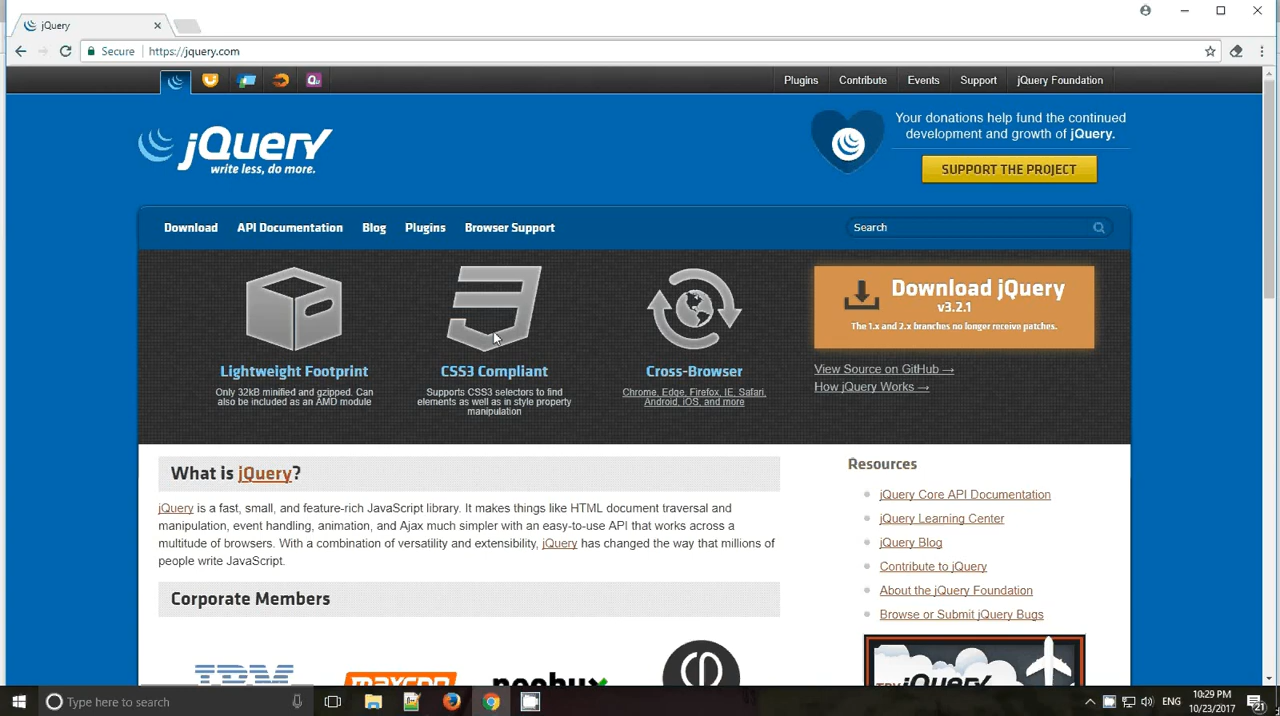 jQuery
Secure
https://jquery.com
Plugins
Contribute
Events
Support
jQuery Foundation
jQuery
write less, do more.
Your donations help fund the continued
development and growth of jQuery.
SUPPORT THE PROJECT
Download
API Documentation
Blog
Plugins
Browser Support
Search
Lightweight Footprint
Only 32kB minified and gzipped. Can
also be included as an AMD module
CSS3 Compliant
Supports CSS3 selectors to find
elements as well as in style property
manipulation
Cross-Browser
Chrome, Edge, Firefox, IE, Safari,
Android, iOS, and more
Download jQuery
v3.2.1
The 1.x and 2.x branches no longer receive patches.
View Source on GitHub →
How jQuery Works →
What is jQuery?
jQuery is a fast, small, and feature-rich JavaScript library. It makes things like HTML document traversal and
manipulation, event handling, animation, and Ajax much simpler with an easy-to-use API that works across a
multitude of browsers. With a combination of versatility and extensibility, jQuery has changed the way that millions of
people write JavaScript.
Corporate Members
IBM
Resources
jQuery Core API Documentation
jQuery Learning Center
jQuery Blog
Contribute to jQuery
About the jQuery Foundation
Browse or Submit jQuery Bugs
TRY jQuery
Type here to search
ENG
10:29 PM
10/23/2017
21